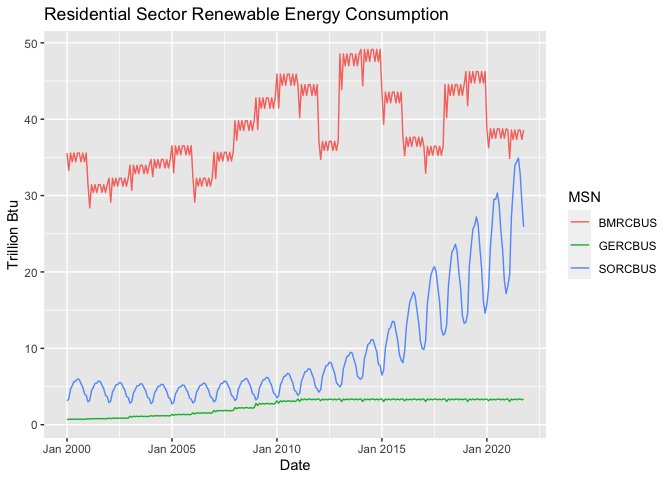 Residential Sector Renewable Energy Consumption
Trillion Btu
50
40
30
20
10
0
Jan 2000 Jan 2005 Jan 2010 Jan 2015 Jan 2020
Date
MSN
BMRCBUS
GERCBUS
SORCBUS